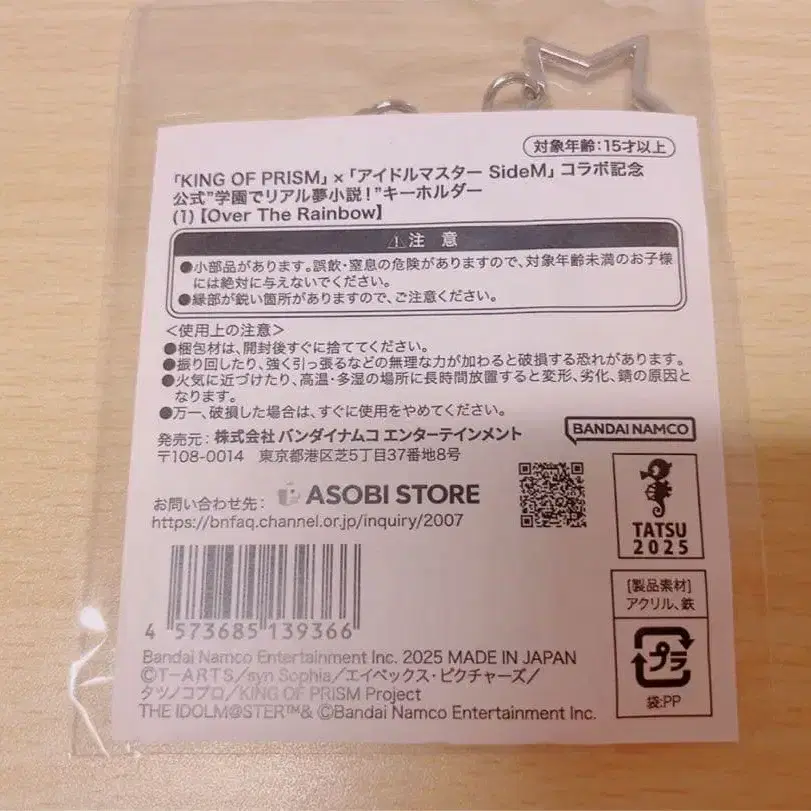 対象年齢:15才以上
「KING OF PRISM」×「アイドルマスター SideM」コラボ記念
公式"学園でリアル夢小説!"キーホルダー
(1)【Over The Rainbow】
⚠注 意
●小部品があります。誤飲・窒息の危険がありますので、対象年齢未満のお子様
には絶対に与えないでください。
●縁部が鋭い箇所がありますので、ご注意ください。
<使用上の注意>
●梱包材は、開封後すぐに捨ててください。
●振り回したり、強く引っ張るなどの無理な力が加わると破損する恐れがあります。
●火気に近づけたり、高温・多湿の場所に長時間放置すると変形、劣化、錆の原因と
なります。
●万一、破損した場合は、すぐに使用をやめてください。
発売元:株式会社 バンダイナムコ エンターテインメント
〒108-0014 東京都港区芝5丁目37番地8号
BANDAI NAMCO
お問い合わせ先: ASOBI STORE
https://bnfaq.channel.or.jp/inquiry/2007
TATSU
2025
[製品素材]
アクリル、鉄
4 573685 139366
プラ
袋:PP
Bandai Namco Entertainment Inc. 2025 MADE IN JAPAN
©T-ARTS/syn Sophia/エイベックス・ピクチャーズ/
タツノコプロ/KING OF PRISM Project
THE IDOLM@STER™& ©Bandai Namco Entertainment Inc.